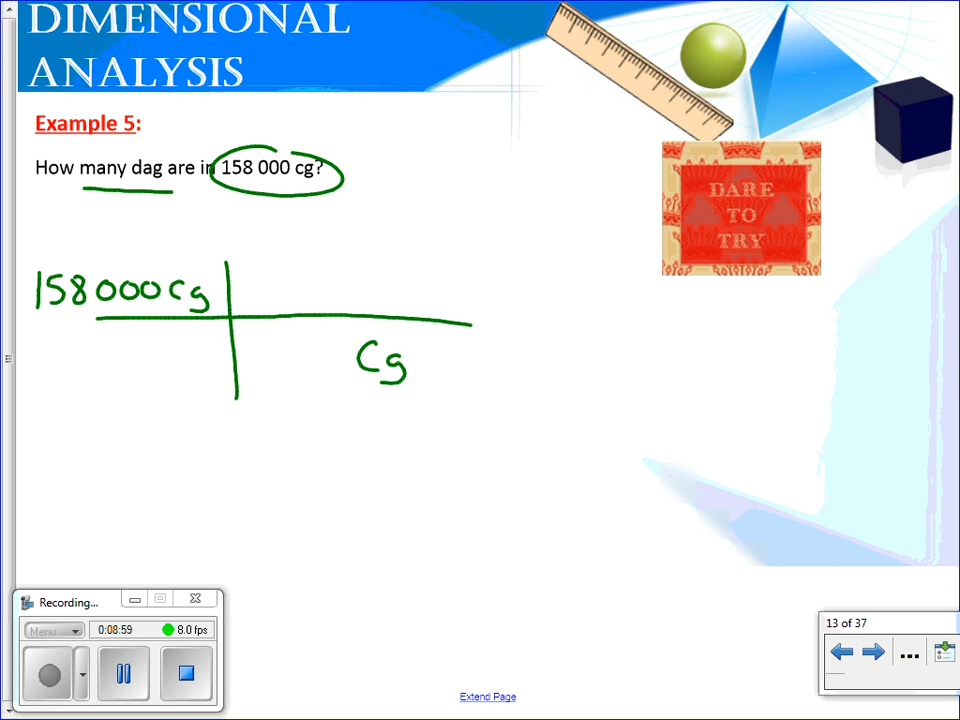 DIMENSIONAL
ANALYSIS
Example 5:
How many dag are in 158 000 cg?
DARE
TO
TRY
158000cg
cg
Recording...
Menu
0:08:59
8.0 fps
13 of 37
...
Extend Page